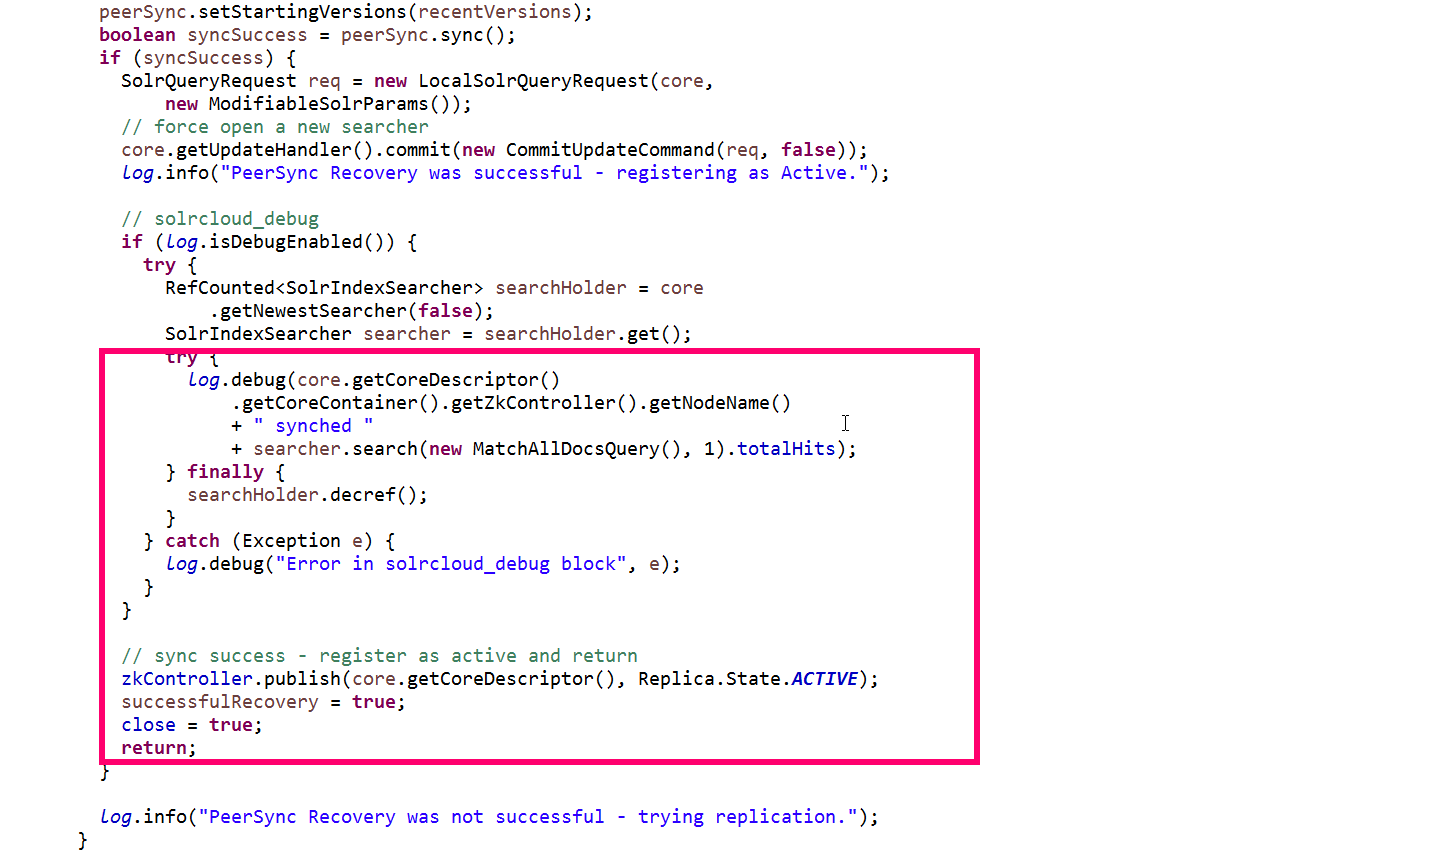 peerSync.setStartingVersions(recentVersions);
boolean syncSuccess = peerSync.sync();
if (syncSuccess) {
SolrQueryRequest req = new LocalSolrQueryRequest(core,
new ModifiableSolrParams());
// force open a new searcher
core.getUpdateHandler().commit(new CommitUpdateCommand(req, false));
log.info("PeerSync Recovery was successful - registering as Active.");
// solrcloud_debug
if (log.isDebugEnabled()) {
try {
RefCounted<SolrIndexSearcher> searchHolder = core
.getNewestSearcher(false);
SolrIndexSearcher searcher = searchHolder.get();
try {
log.debug(core.getCoreDescriptor()
.getCoreContainer().getZkController().getNodeName()
+ " synched "
+ searcher.search(new MatchAllDocsQuery(), 1).totalHits);
} finally {
searchHolder.decref();
}
} catch (Exception e) {
log.debug("Error in solrcloud_debug block", e);
}
}
// sync success - register as active and return
zkController.publish(core.getCoreDescriptor(), Replica.State.ACTIVE);
successfulRecovery = true;
close = true;
return;
}
log.info("PeerSync Recovery was not successful - trying replication.");
}